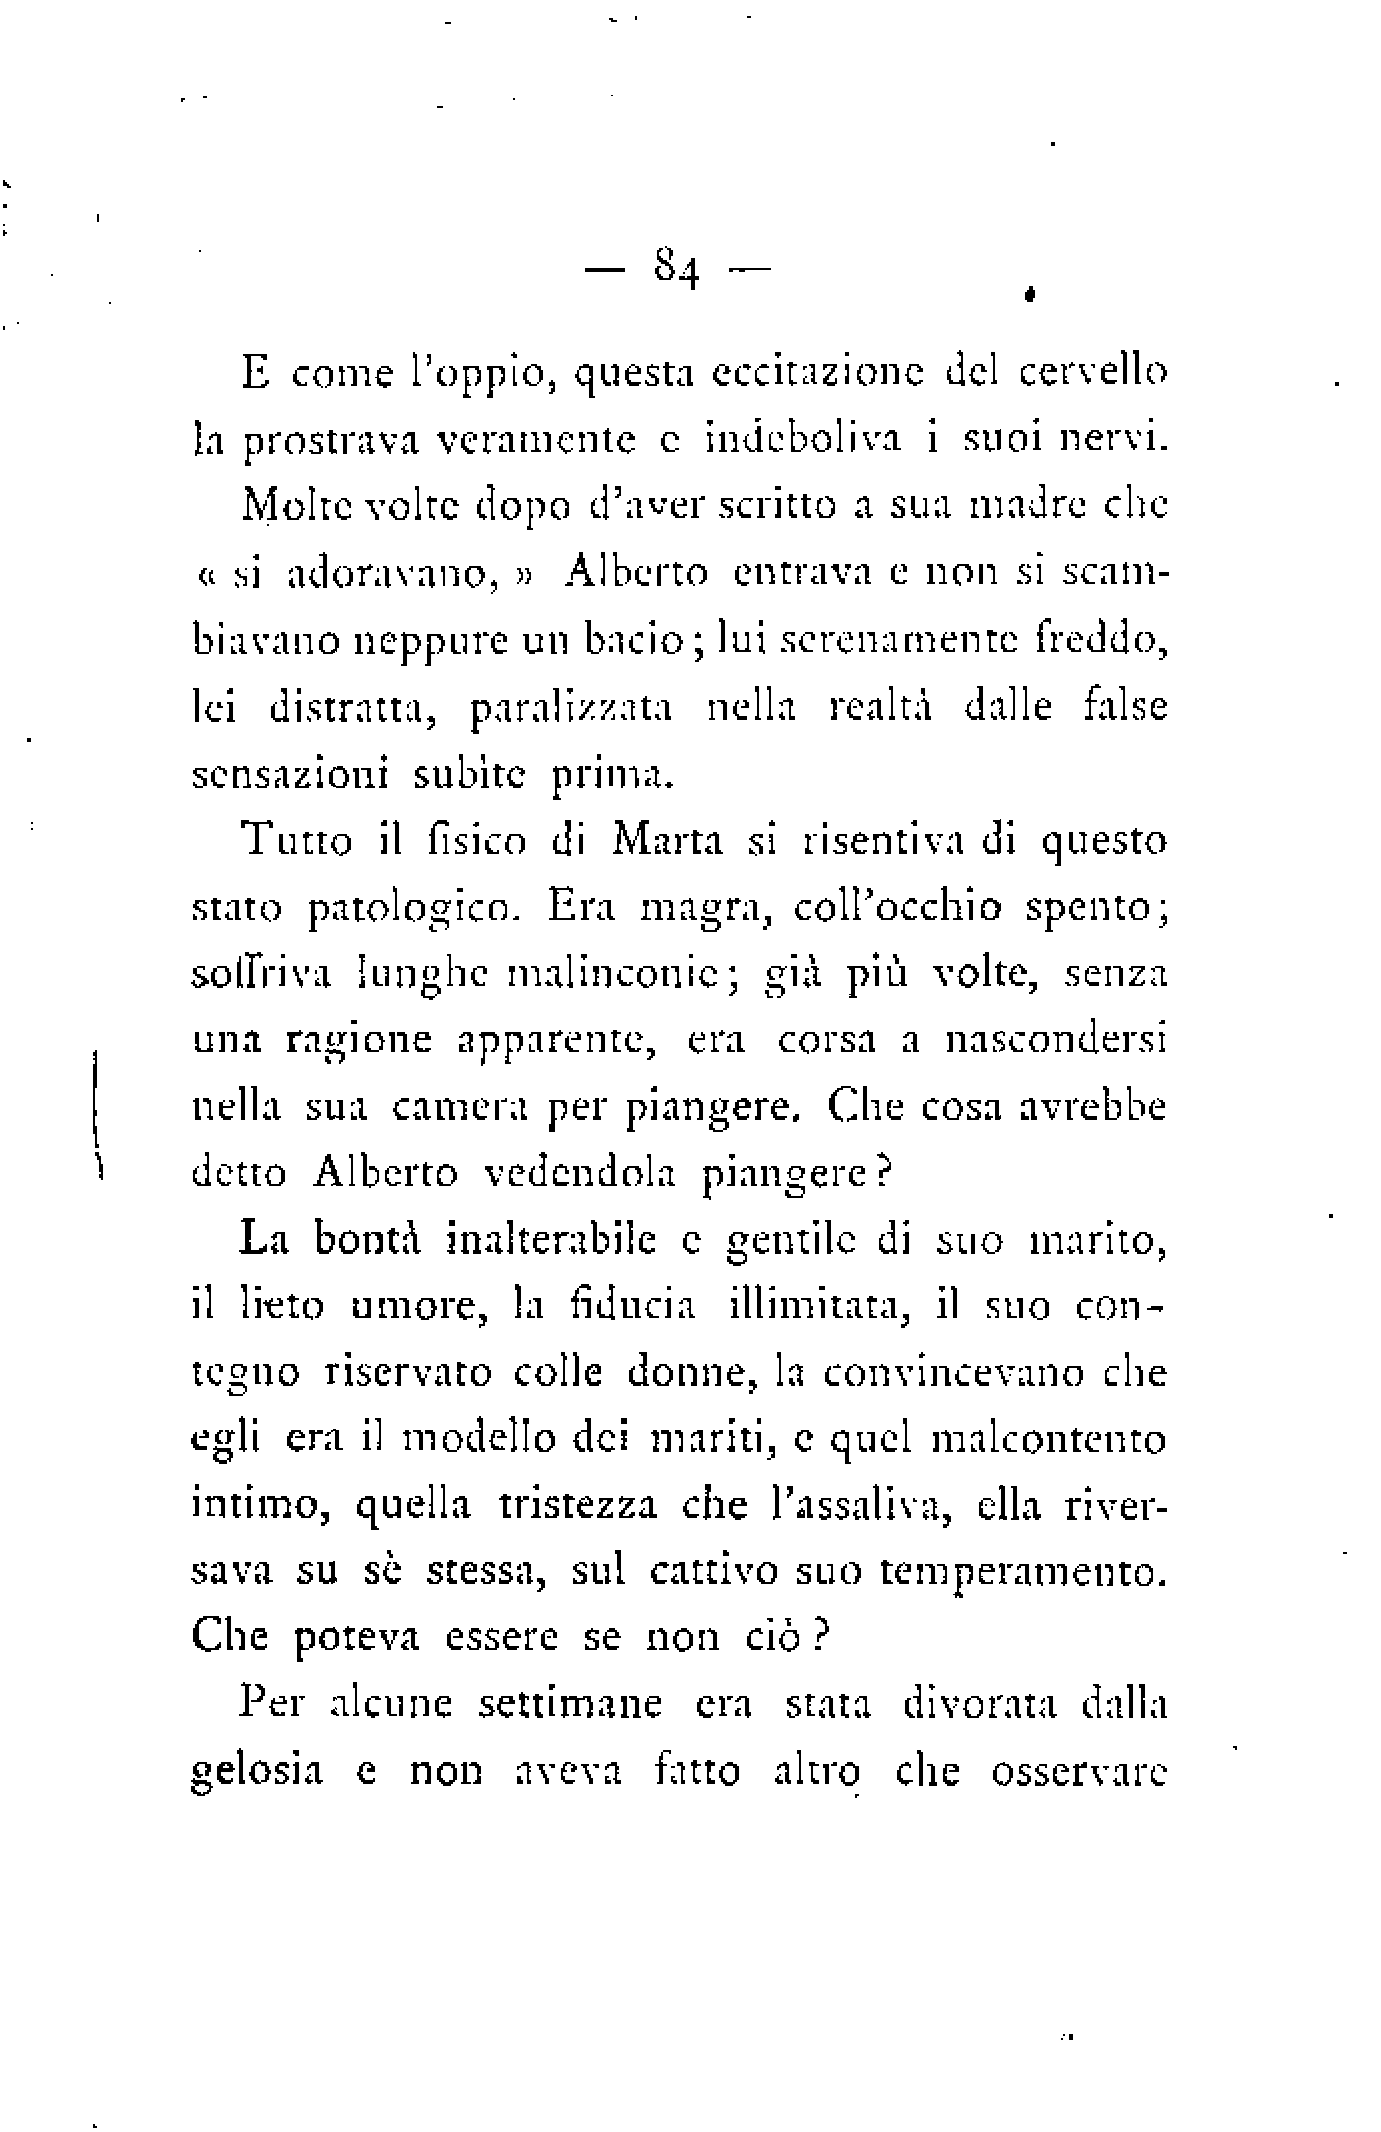 — 84 —
E come l'oppio, questa eccitazione del cervello
la prostrava veramente e indeboliva i suoi nervi.
Molte volte dopo d'aver scritto a sua madre che
« si adoravano, » Alberto entrava e non si scam-
biavano neppure un bacio; lui serenamente freddo,
lei distratta, paralizzata nella realtà dalle false
sensazioni subìte prima.
Tutto il fisico di Marta si risentiva di questo
stato patologico. Era magra, coll'occhio spento;
soffriva lunghe malinconie; già più volte, senza
una ragione apparente, era corsa a nascondersi
nella sua camera per piangere. Che cosa avrebbe
detto Alberto vedendola piangere?
La bontà inalterabile e gentile di suo marito,
il lieto umore, la fiducia illimitata, il suo con-
tegno riservato colle donne, la convincevano che
egli era il modello dei mariti, e quel malcontento
intimo, quella tristezza che l'assaliva, ella river-
sava su sè stessa, sul cattivo suo temperamento.
Che poteva essere se non ciò?
Per alcune settimane era stata divorata dalla
gelosia e non aveva fatto altro che osservare